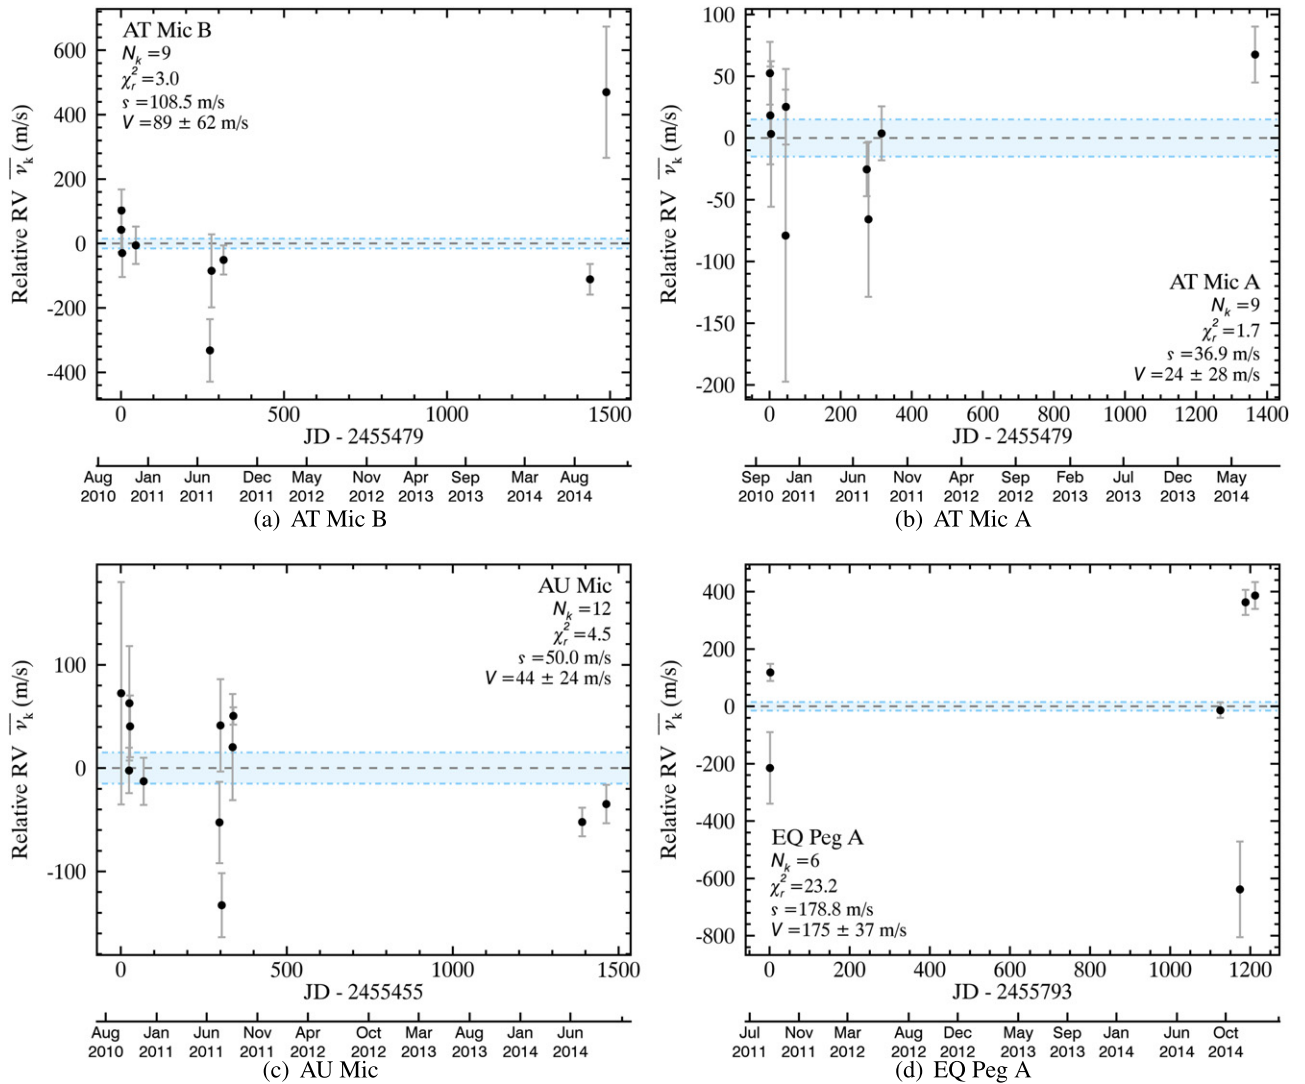 AT Mic B
N_k =9
χ_r^2 =3.0
s =108.5 m/s
V =89 ± 62 m/s
600
400
200
0
-200
-400
Relative RV ν̅_k (m/s)
0 500 1000 1500
JD - 2455479
Aug 2010 Jan 2011 Jun 2011 Dec 2011 May 2012 Nov 2012 Apr 2013 Sep 2013 Mar 2014 Aug 2014
(a) AT Mic B
100
50
0
-50
-100
-150
-200
Relative RV ν̅_k (m/s)
AT Mic A
N_k =9
χ_r^2 =1.7
s =36.9 m/s
V =24 ± 28 m/s
0 200 400 600 800 1000 1200 1400
JD - 2455479
Sep 2010 Jan 2011 Jun 2011 Nov 2011 Apr 2012 Sep 2012 Feb 2013 Jul 2013 Dec 2013 May 2014
(b) AT Mic A
AU Mic
N_k =12
χ_r^2 =4.5
s =50.0 m/s
V =44 ± 24 m/s
100
0
-100
Relative RV ν̅_k (m/s)
0 500 1000 1500
JD - 2455455
Aug 2010 Jan 2011 Jun 2011 Nov 2011 Apr 2012 Oct 2012 Mar 2013 Aug 2013 Jan 2014 Jun 2014
(c) AU Mic
400
200
0
-200
-400
-600
-800
Relative RV ν̅_k (m/s)
EQ Peg A
N_k =6
χ_r^2 =23.2
s =178.8 m/s
V =175 ± 37 m/s
0 200 400 600 800 1000 1200
JD - 2455793
Jul 2011 Nov 2011 Mar 2012 Aug 2012 Dec 2012 May 2013 Sep 2013 Jan 2014 Jun 2014 Oct 2014
(d) EQ Peg A